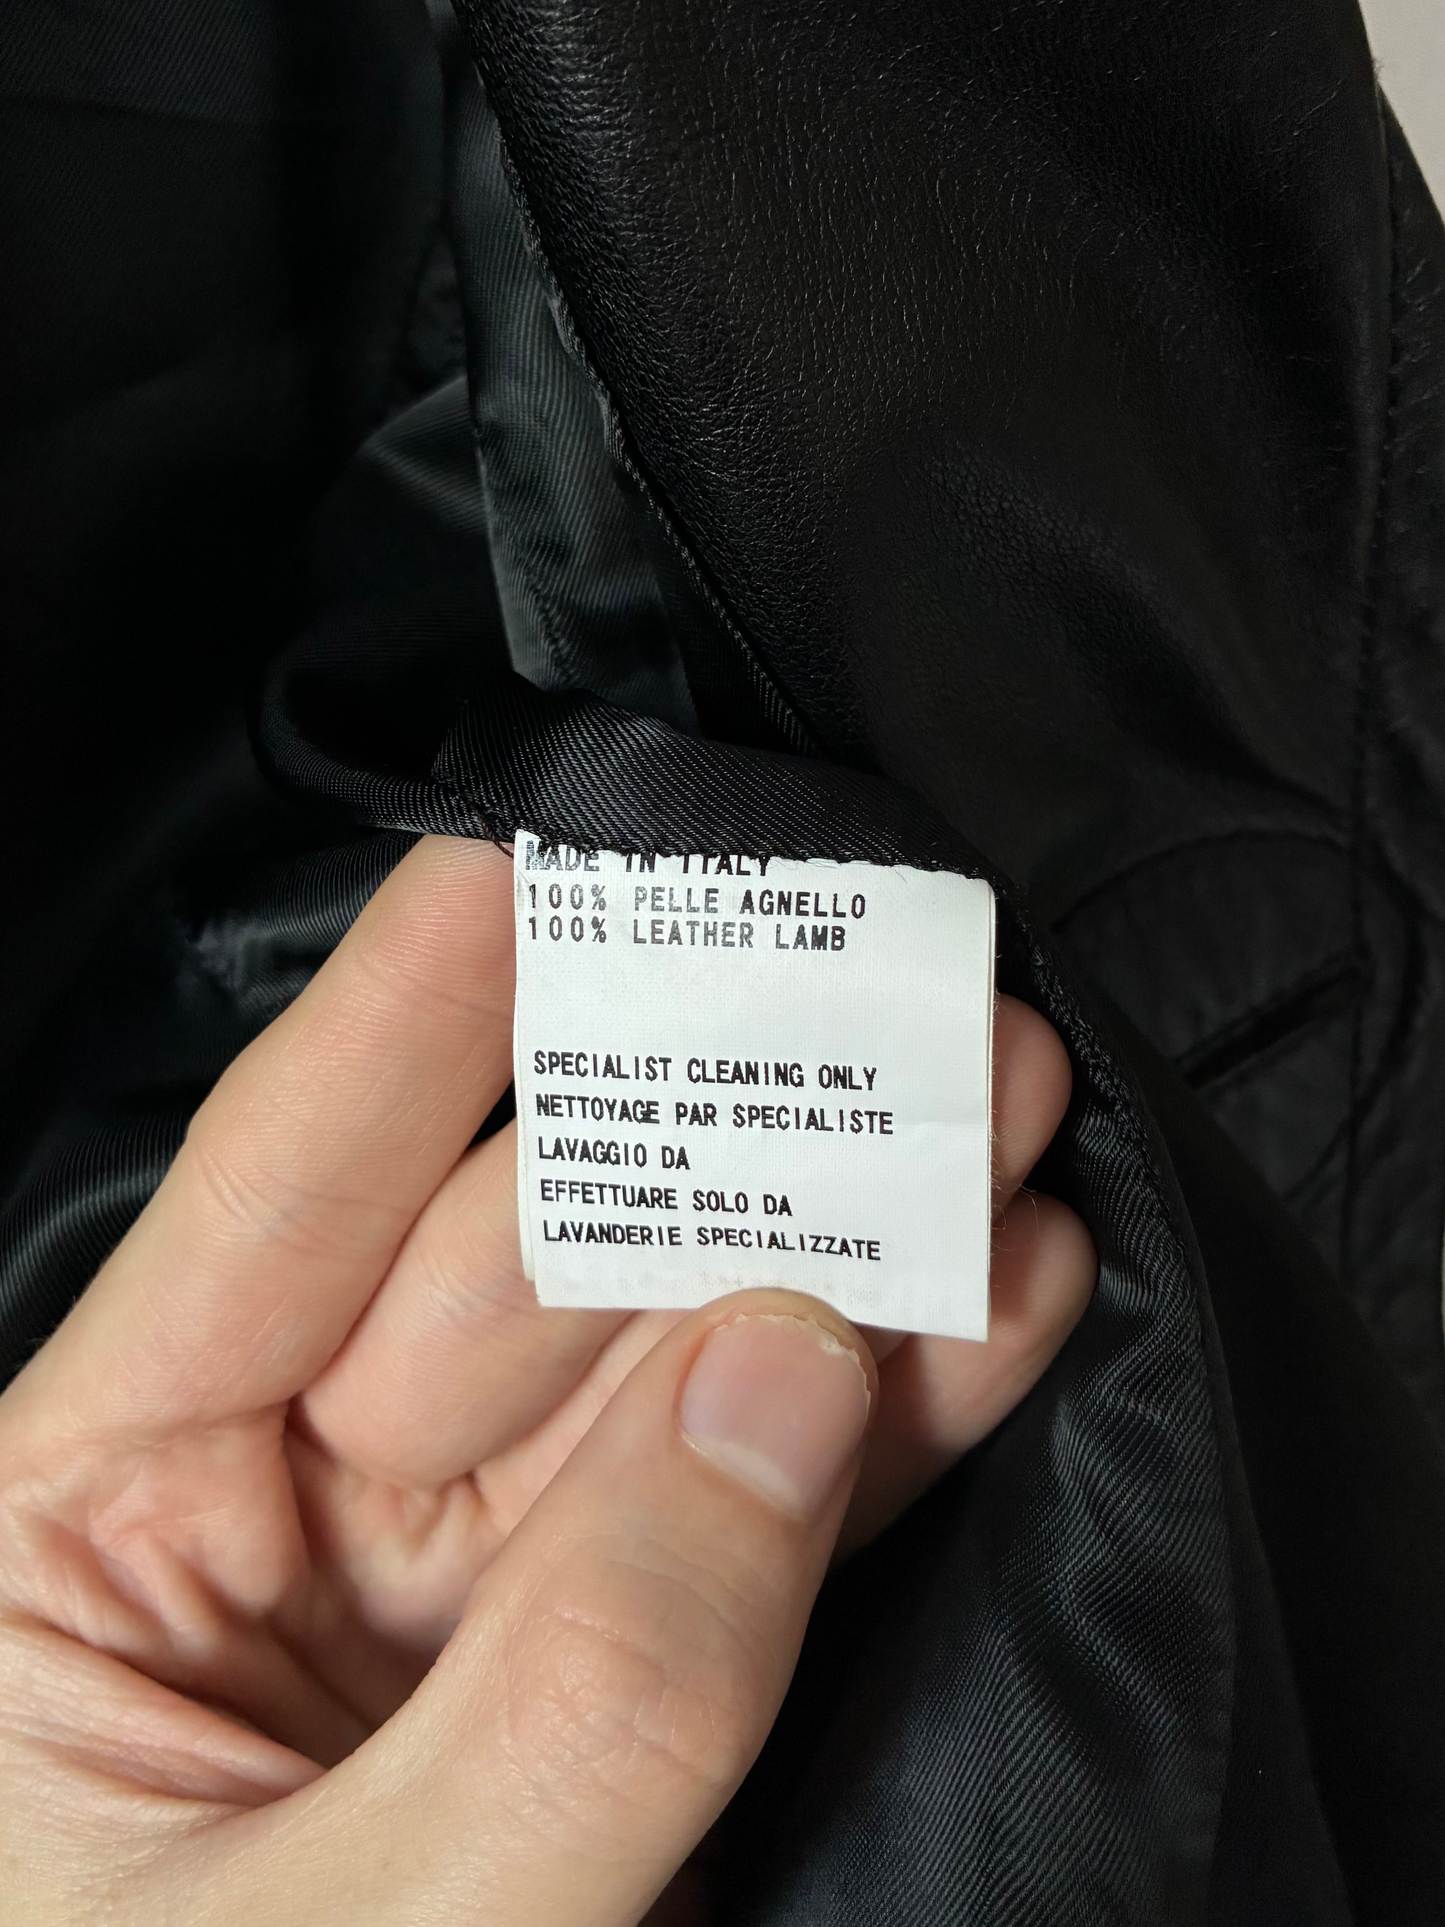 MADE IN ITALY
100% PELLE AGNELLO
100% LEATHER LAMB
SPECIALIST CLEANING ONLY
NETTOYAGE PAR SPECIALISTE
LAVAGGIO DA
EFFETTUARE SOLO DA
LAVANDERIE SPECIALIZZATE